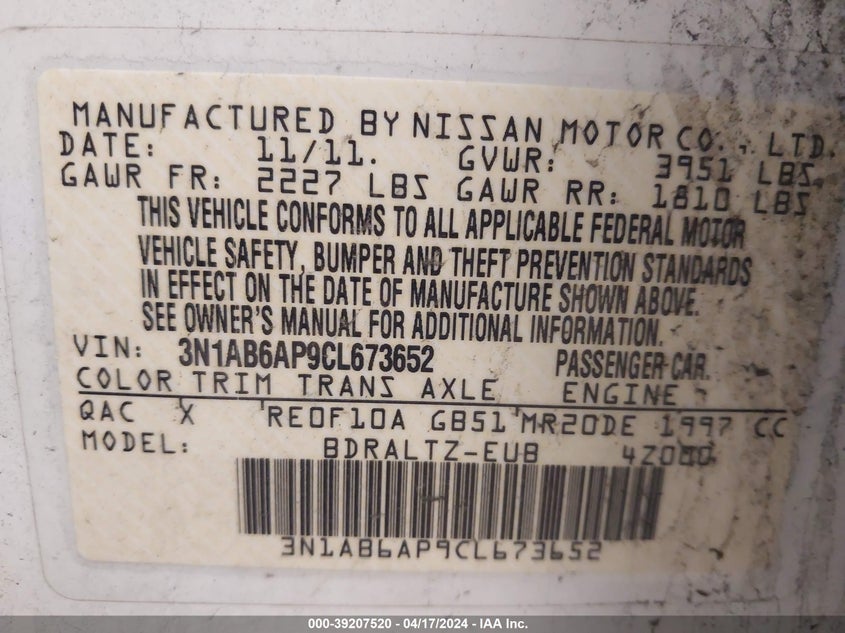 MANUFACTURED BY NISSAN MOTOR CO., LTD.
DATE: 11/11. GVWR: 3951 LBS
GAWR FR: 2227 LBS GAWR RR: 1810 LBS
THIS VEHICLE CONFORMS TO ALL APPLICABLE FEDERAL MOTOR
VEHICLE SAFETY, BUMPER AND THEFT PREVENTION STANDARDS
IN EFFECT ON THE DATE OF MANUFACTURE SHOWN ABOVE.
SEE OWNER'S MANUAL FOR ADDITIONAL INFORMATION.
VIN: 3N1AB6AP9CL673652 PASSENGER CAR
COLOR TRIM TRANS AXLE ENGINE
QAC X RE0F10A GB51 MR20DE 1997 CC
MODEL: BDRALTZ-EUB 4Z000
3N1AB6AP9CL673652
000-39207520 - 04/17/2024 - IAA Inc.